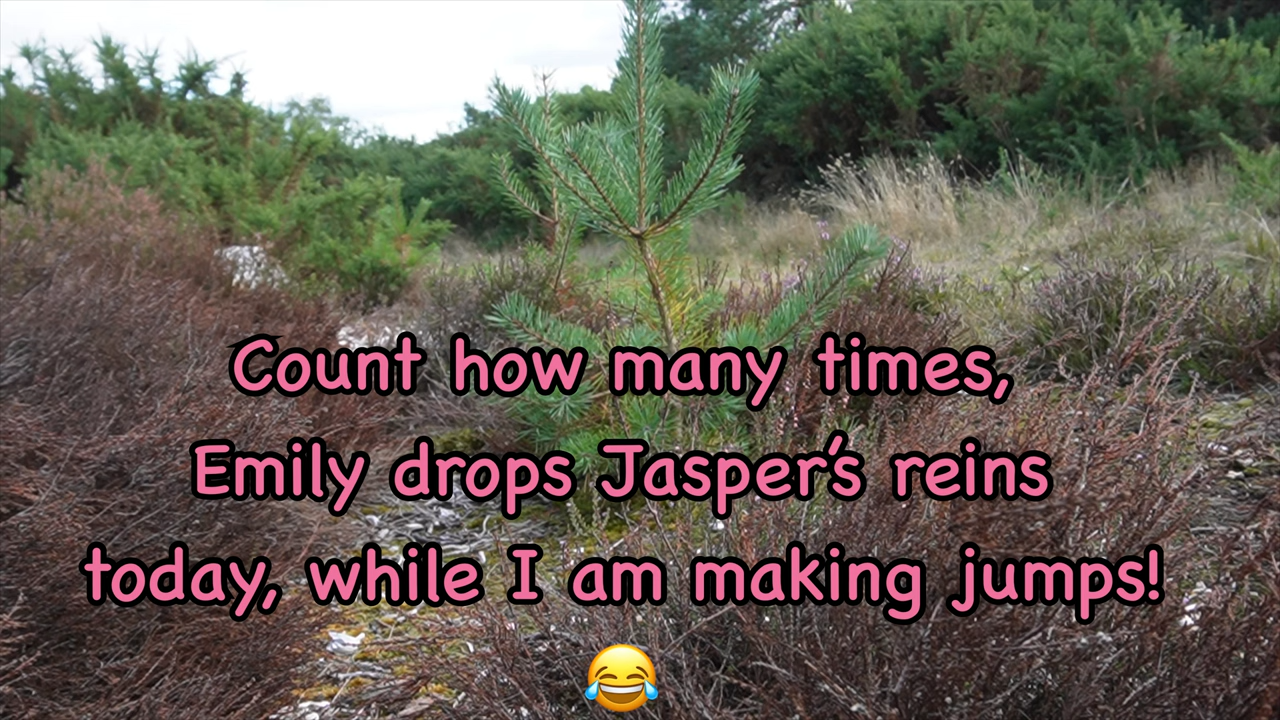 Count how many times,
Emily drops Jasper's reins
today, while I am making jumps!
😂